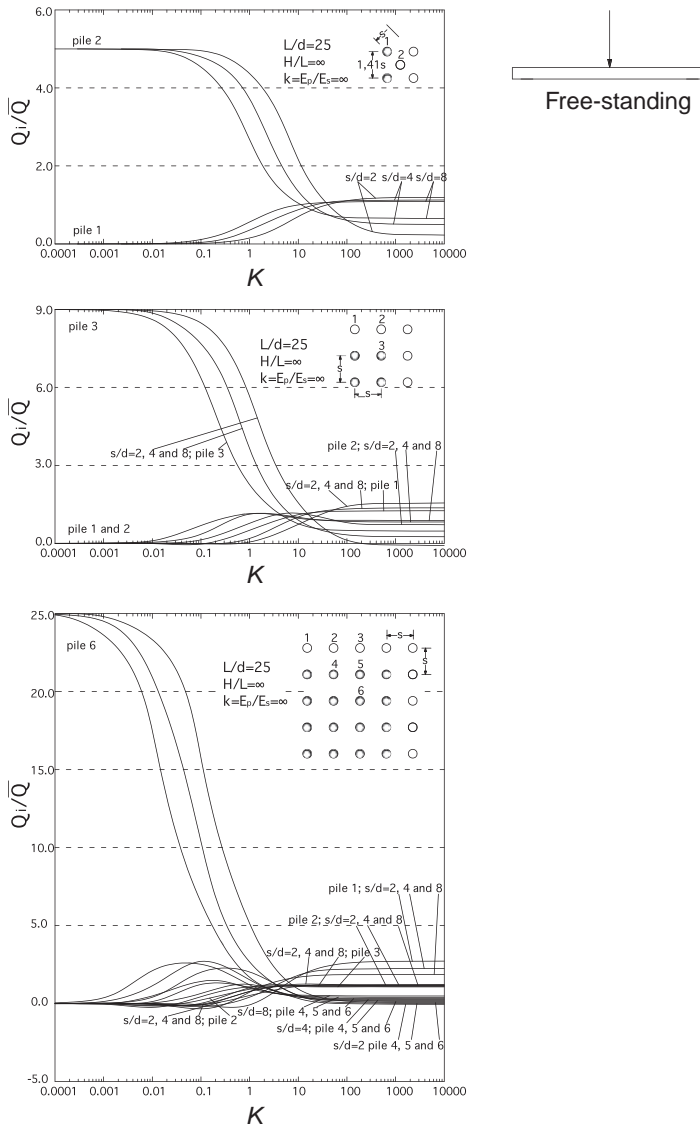 6.0
4.0
2.0
0.0
Qi/Q̅
pile 2
pile 1
L/d=25
H/L=∞
k=Ep/Es=∞
s
1
2
1,41s
s/d=2
s/d=4
s/d=8
0.0001
0.001
0.01
0.1
1
10
100
1000
10000
K
Free-standing
9.0
6.0
3.0
0.0
Qi/Q̅
pile 3
pile 1 and 2
L/d=25
H/L=∞
k=Ep/Es=∞
1
2
3
s
s
s/d=2, 4 and 8; pile 3
pile 2; s/d=2, 4 and 8
s/d=2, 4 and 8; pile 1
0.0001
0.001
0.01
0.1
1
10
100
1000
10000
K
25.0
20.0
15.0
10.0
5.0
0.0
-5.0
Qi/Q̅
pile 6
L/d=25
H/L=∞
k=Ep/Es=∞
1
2
3
4
5
6
s
s
pile 1; s/d=2, 4 and 8
pile 2; s/d=2, 4 and 8
s/d=2, 4 and 8; pile 3
s/d=2, 4 and 8; pile 2
s/d=8; pile 4, 5 and 6
s/d=4; pile 4, 5 and 6
s/d=2 pile 4, 5 and 6
0.0001
0.001
0.01
0.1
1
10
100
1000
10000
K